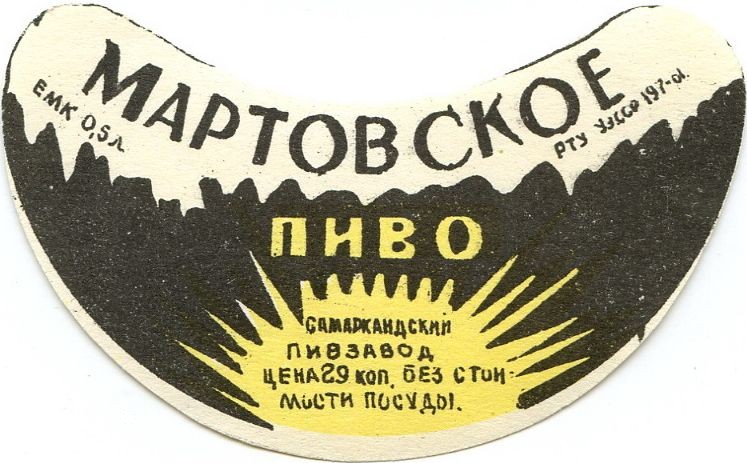 МАРТОВСКОЕ
ЕМК 0,5 л.
РТУ УзССР 197-61.
ПИВО
САМАРКАНДСКИЙ
ПИВЗАВОД
ЦЕНА 29 КОП. БЕЗ СТОИ-
МОСТИ ПОСУДЫ.